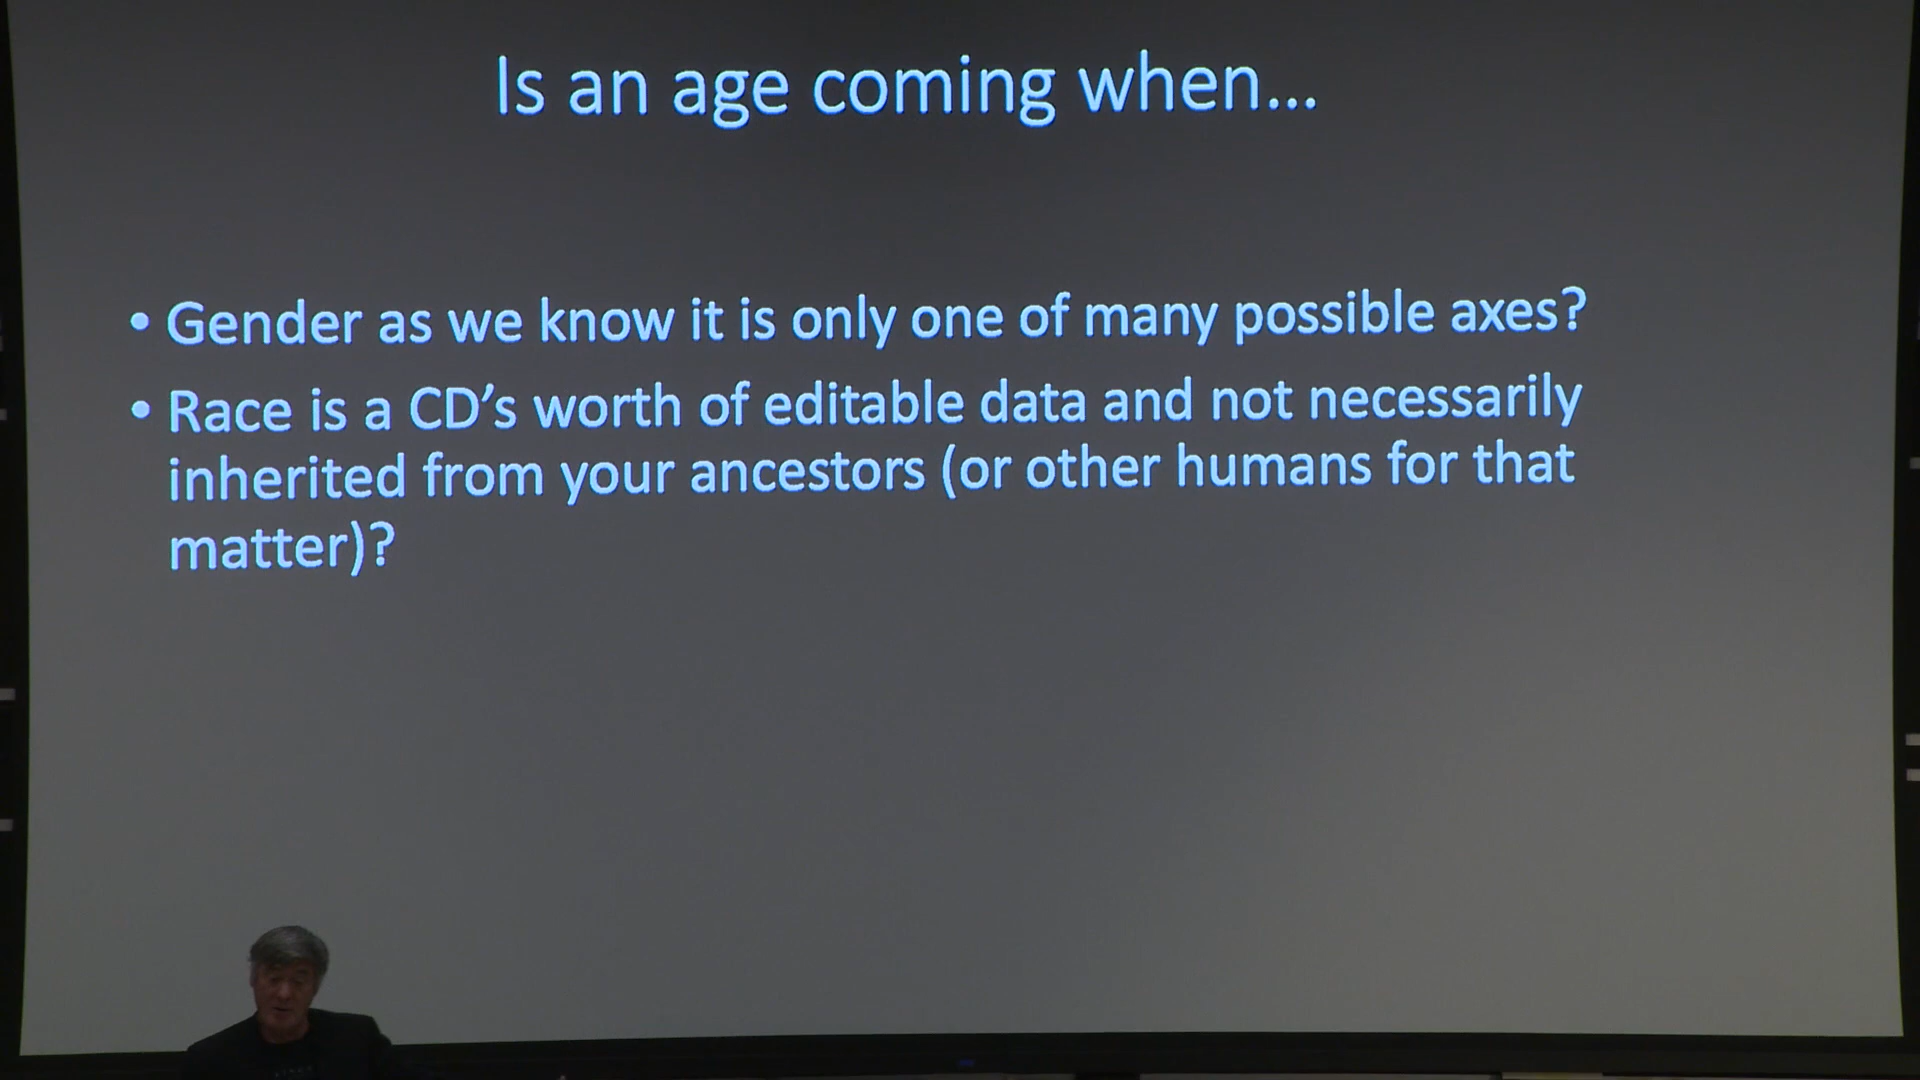 Is an age coming when...
• Gender as we know it is only one of many possible axes?
• Race is a CD's worth of editable data and not necessarily
inherited from your ancestors (or other humans for that
matter)?